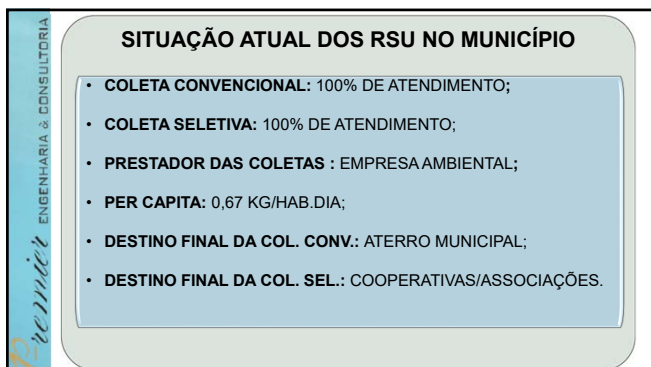 SITUAÇÃO ATUAL DOS RSU NO MUNICÍPIO
• COLETA CONVENCIONAL: 100% DE ATENDIMENTO;
• COLETA SELETIVA: 100% DE ATENDIMENTO;
• PRESTADOR DAS COLETAS : EMPRESA AMBIENTAL;
• PER CAPITA: 0,67 KG/HAB.DIA;
• DESTINO FINAL DA COL. CONV.: ATERRO MUNICIPAL;
• DESTINO FINAL DA COL. SEL.: COOPERATIVAS/ASSOCIAÇÕES.
Premier ENGENHARIA & CONSULTORIA